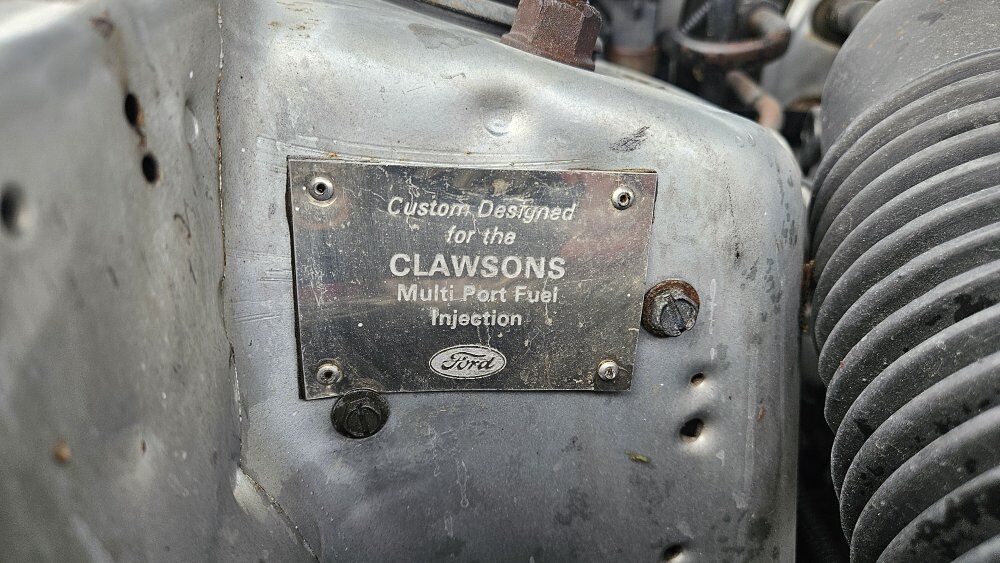 Custom Designed
for the
CLAWSONS
Multi Port Fuel
Injection
Ford